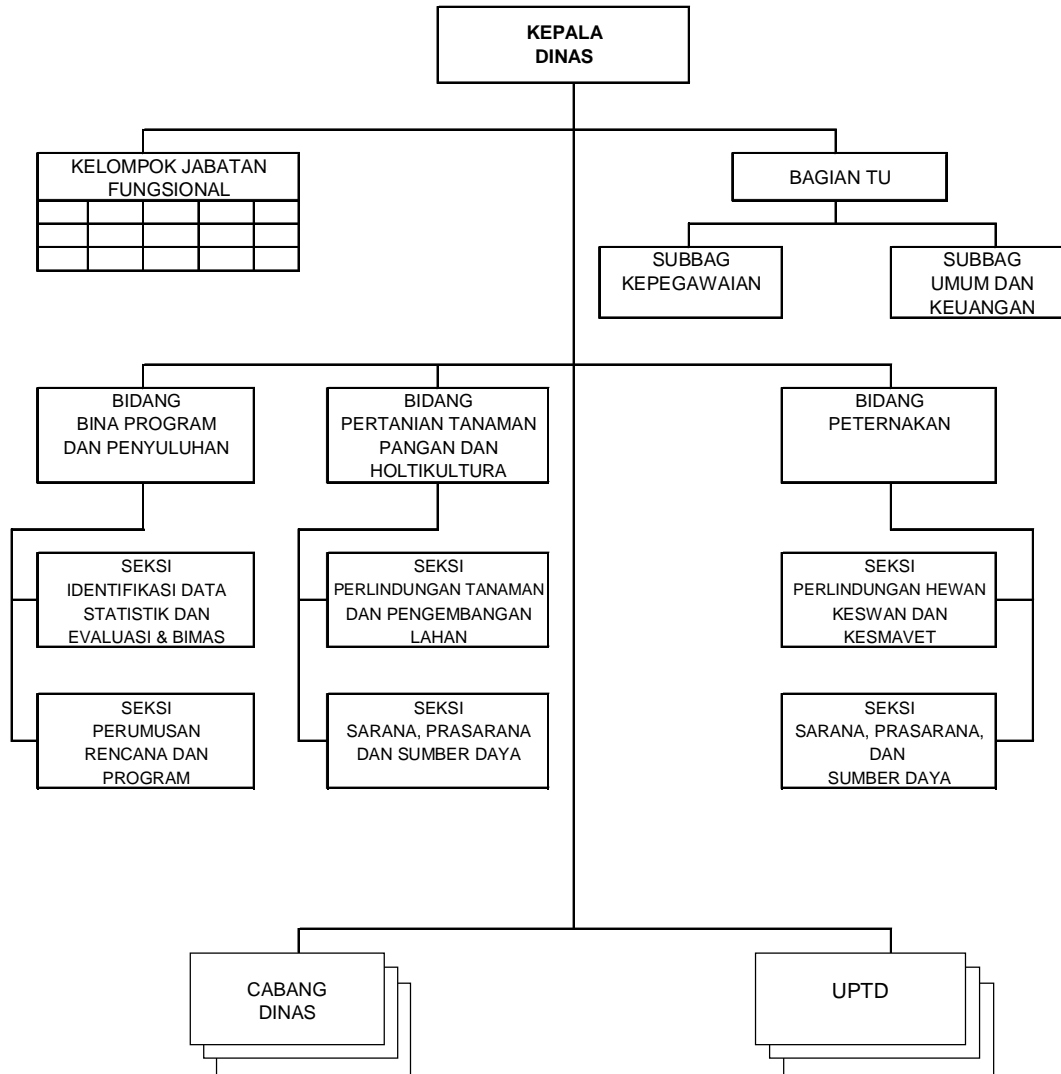 KEPALA
DINAS
KELOMPOK JABATAN
FUNGSIONAL
BAGIAN TU
SUBBAG
KEPEGAWAIAN
SUBBAG
UMUM DAN
KEUANGAN
BIDANG
BINA PROGRAM
DAN PENYULUHAN
BIDANG
PERTANIAN TANAMAN
PANGAN DAN
HOLTIKULTURA
BIDANG
PETERNAKAN
SEKSI
IDENTIFIKASI DATA
STATISTIK DAN
EVALUASI & BIMAS
SEKSI
PERLINDUNGAN TANAMAN
DAN PENGEMBANGAN
LAHAN
SEKSI
PERLINDUNGAN HEWAN
KESWAN DAN
KESMAVET
SEKSI
PERUMUSAN
RENCANA DAN
PROGRAM
SEKSI
SARANA, PRASARANA
DAN SUMBER DAYA
SEKSI
SARANA, PRASARANA,
DAN
SUMBER DAYA
CABANG
DINAS
UPTD